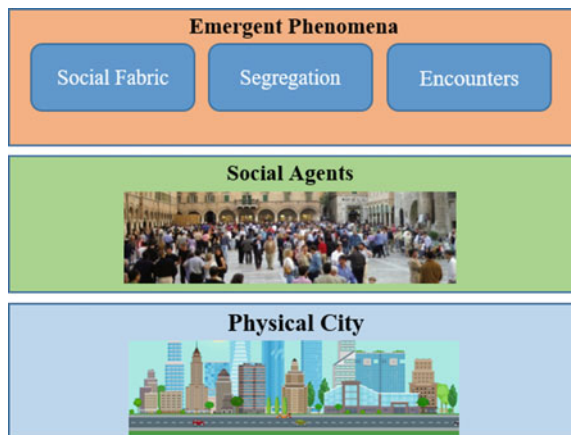 Emergent Phenomena
Social Fabric Segregation Encounters
Social Agents
Physical City